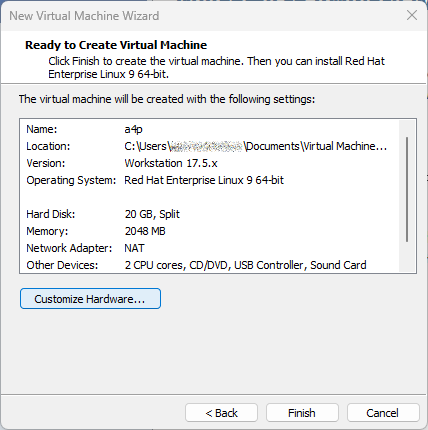 New Virtual Machine Wizard
Ready to Create Virtual Machine
Click Finish to create the virtual machine. Then you can install Red Hat
Enterprise Linux 9 64-bit.
The virtual machine will be created with the following settings:
Name: a4p
Location: C:\Users\ \Documents\Virtual Machine...
Version: Workstation 17.5.x
Operating System: Red Hat Enterprise Linux 9 64-bit
Hard Disk: 20 GB, Split
Memory: 2048 MB
Network Adapter: NAT
Other Devices: 2 CPU cores, CD/DVD, USB Controller, Sound Card
Customize Hardware...
< Back Finish Cancel